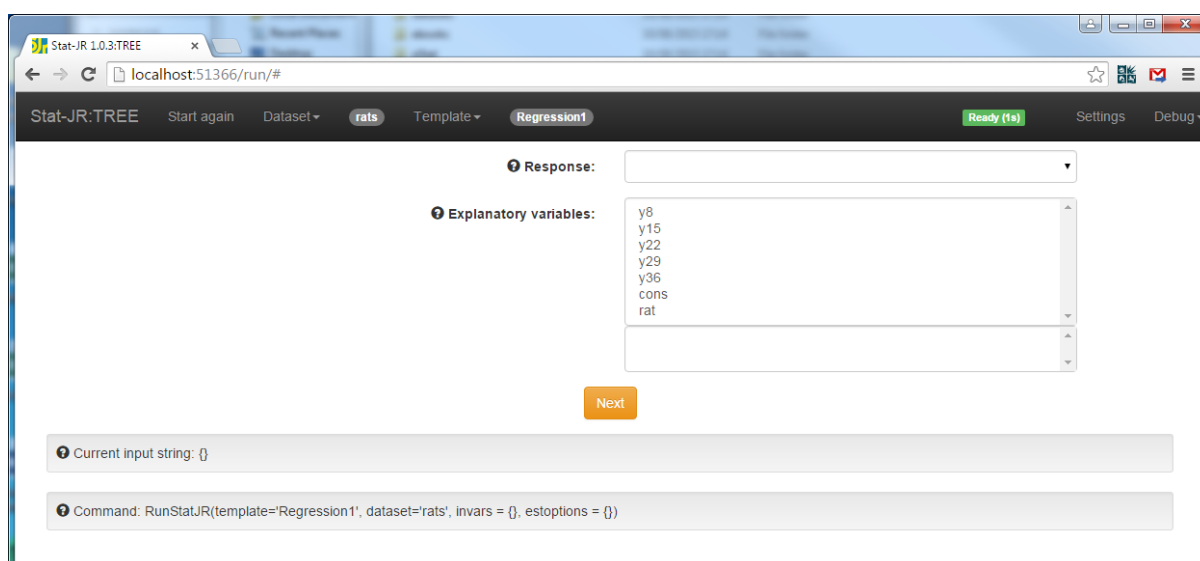 Stat-JR 1.0.3:TREE
localhost:51366/run/#
Stat-JR:TREE Start again Dataset rats Template Regression1 Ready (1s) Settings Debug
Response:
Explanatory variables:
y8
y15
y22
y29
y36
cons
rat
Next
Current input string: {}
Command: RunStatJR(template='Regression1', dataset='rats', invars = {}, estoptions = {})